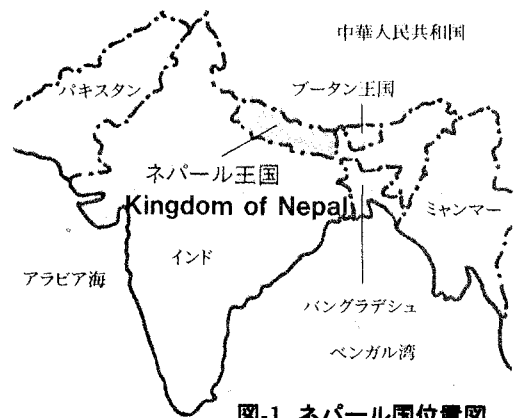 中華人民共和国
パキスタン
ブータン王国
ネパール王国
Kingdom of Nepal
ミャンマー
インド
アラビア海
バングラデシュ
ベンガル湾
図-1 ネパール国位置図